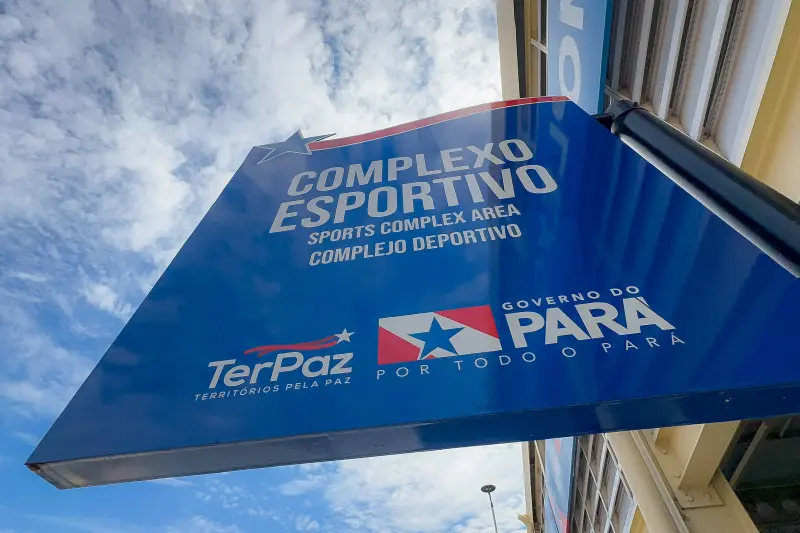 COMPLEXO
ESPORTIVO
SPORTS COMPLEX AREA
COMPLEJO DEPORTIVO
TerPaz
TERRITÓRIOS PELA PAZ
GOVERNO DO
PARÁ
POR TODO O PARÁ